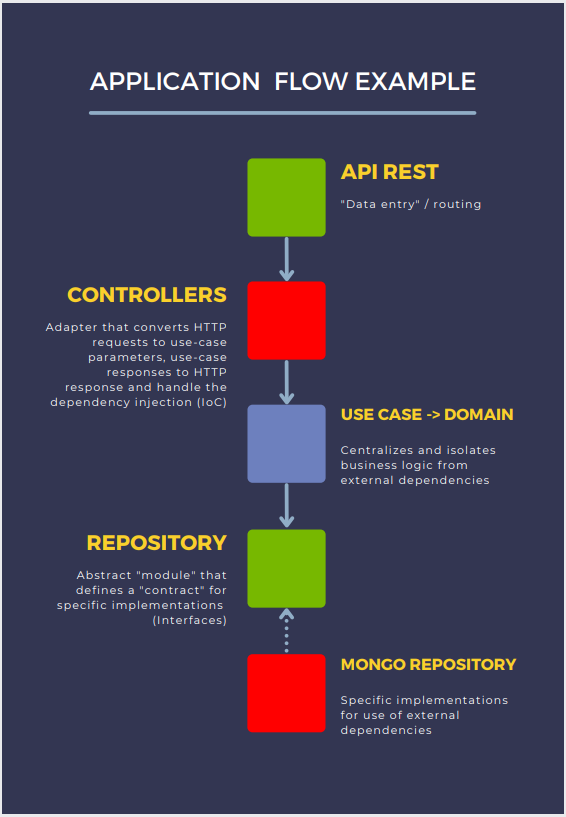 APPLICATION FLOW EXAMPLE
API REST
"Data entry" / routing
CONTROLLERS
Adapter that converts HTTP
requests to use-case
parameters, use-case
responses to HTTP
response and handle the
dependency injection (IoC)
USE CASE -> DOMAIN
Centralizes and isolates
business logic from
external dependencies
REPOSITORY
Abstract "module" that
defines a "contract" for
specific implementations
(Interfaces)
MONGO REPOSITORY
Specific implementations
for use of external
dependencies